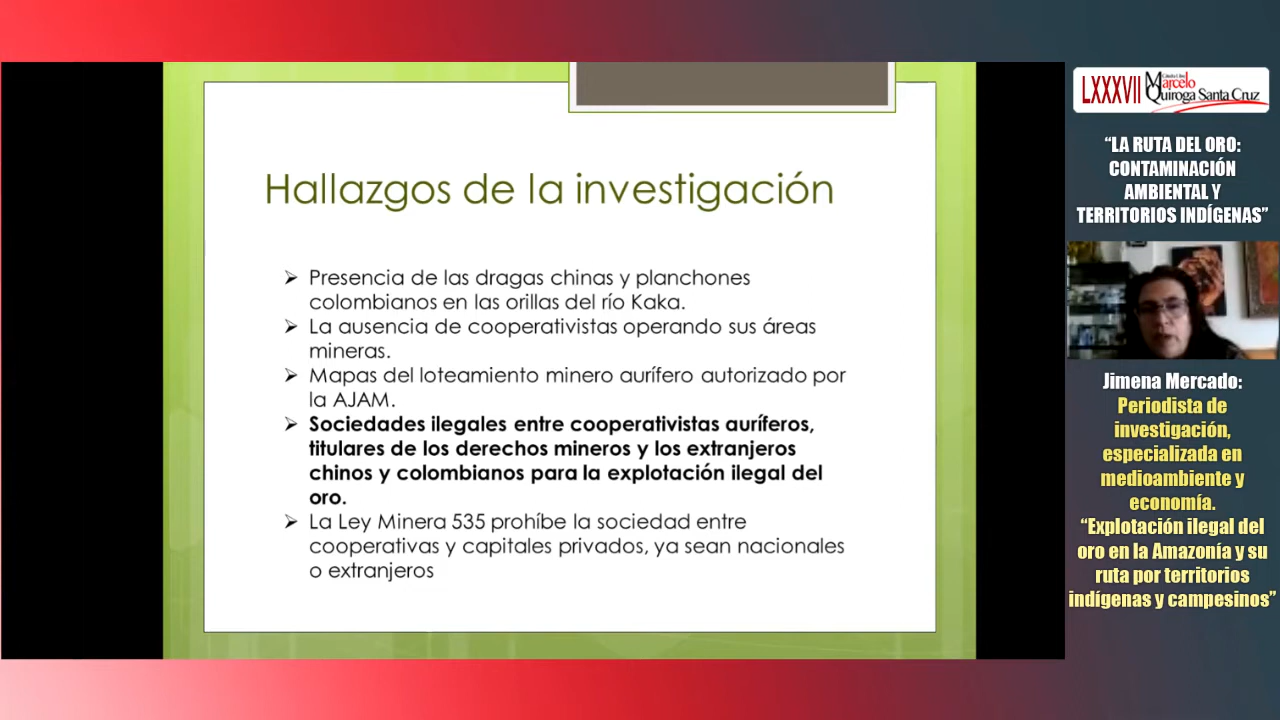 Hallazgos de la investigación
➢ Presencia de las dragas chinas y planchones
colombianos en las orillas del río Kaka.
➢ La ausencia de cooperativistas operando sus áreas
mineras.
➢ Mapas del loteamiento minero aurífero autorizado por
la AJAM.
➢ Sociedades ilegales entre cooperativistas auríferos,
titulares de los derechos mineros y los extranjeros
chinos y colombianos para la explotación ilegal del
oro.
➢ La Ley Minera 535 prohíbe la sociedad entre
cooperativas y capitales privados, ya sean nacionales
o extranjeros
LXXXVII
Cátedra Libre
Marcelo
Quiroga Santa Cruz
“LA RUTA DEL ORO:
CONTAMINACIÓN
AMBIENTAL Y
TERRITORIOS INDÍGENAS”
Jimena Mercado:
Periodista de
investigación,
especializada en
medioambiente y
economía.
“Explotación ilegal del
oro en la Amazonía y su
ruta por territorios
indígenas y campesinos”